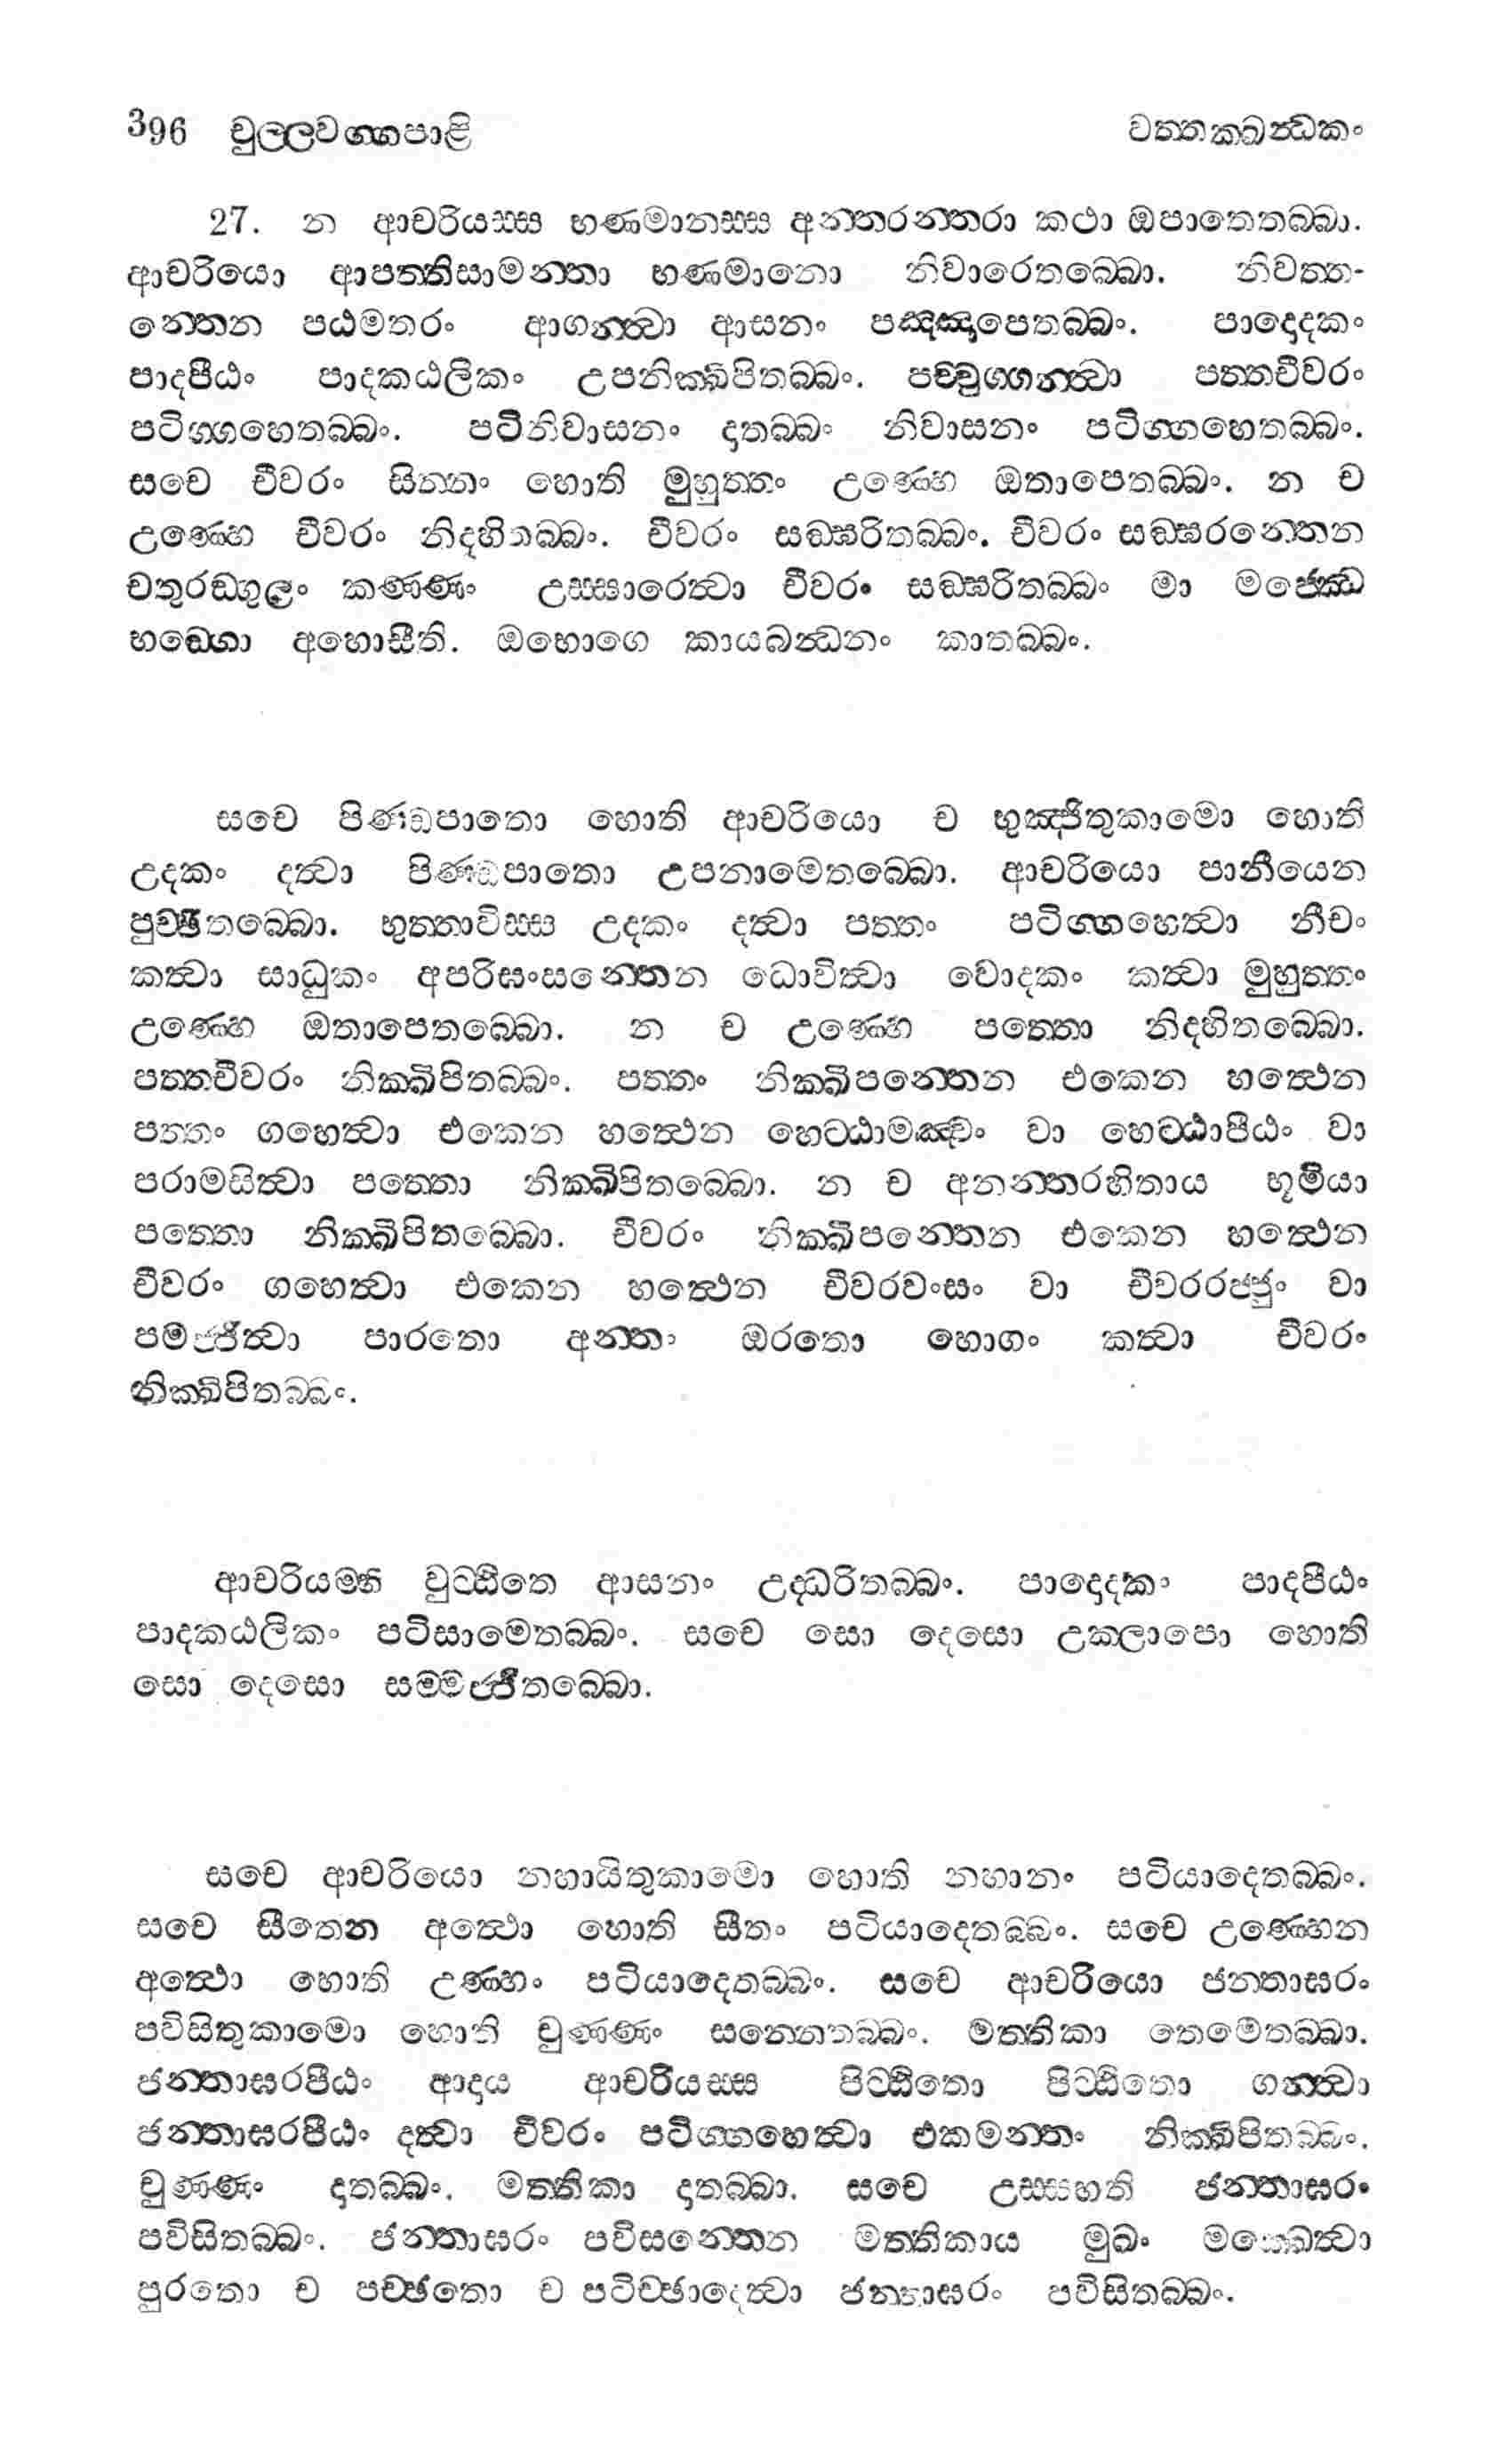 396 චුල්ලවග්ගපාළි වත්තක්ඛන්ධකං
27. න ආචරියස්ස භණමානස්ස අන්තරන්තරා කථා ඔපාතෙතබ්බා.
ආචරියො ආපත්තිසාමන්තා භණමානො නිවාරෙතබ්බො. නිවත්ත-
න්තෙන පඨමතරං ආගන්ත්වා ආසනං පඤ්ඤාපෙතබ්බං. පාදොදකං
පාදපීඨං පාදකඨලිකං උපනික්ඛිපිතබ්බං. පච්චුග්ගන්ත්වා පත්තචීවරං
පටිග්ගහෙතබ්බං. පටිනිවාසනං දාතබ්බං නිවාසනං පටිග්ගහෙතබ්බං.
සචෙ චීවරං සින්නං හොති මුහුත්තං උණ්හෙ ඔතාපෙතබ්බං. න ච
උණ්හෙ චීවරං නිදහිතබ්බං. චීවරං සඞ්ඝරිතබ්බං. චීවරං සඞ්ඝරන්තෙන
චතුරඞ්ගුලං කණ්ණං උස්සාරෙත්වා චීවරං සඞ්ඝරිතබ්බං මා මජ්ඣෙ
භඞ්ගො අහොසීති. ඔභොගෙ කායබන්ධනං කාතබ්බං.
සචෙ පිණ්ඩපාතො හොති ආචරියො ච භුඤ්ජිතුකාමො හොති
උදකං දත්වා පිණ්ඩපාතො උපනාමෙතබ්බො. ආචරියො පානීයෙන
පුච්ඡිතබ්බො. භුත්තාවිස්ස උදකං දත්වා පත්තං පටිග්ගහෙත්වා නීචං
කත්වා සාධුකං අපරිඝංසන්තෙන ධොවිත්වා වොදකං කත්වා මුහුත්තං
උණ්හෙ ඔතාපෙතබ්බො. න ච උණ්හෙ පත්තො නිදහිතබ්බො.
පත්තචීවරං නික්ඛිපිතබ්බං. පත්තං නික්ඛිපන්තෙන එකෙන හත්ථෙන
පත්තං ගහෙත්වා එකෙන හත්ථෙන හෙට්ඨාමඤ්චං වා හෙට්ඨාපීඨං වා
පරාමසිත්වා පත්තො නික්ඛිපිතබ්බො. න ච අනන්තරහිතාය භූමියා
පත්තො නික්ඛිපිතබ්බො. චීවරං නික්ඛිපන්තෙන එකෙන හත්ථෙන
චීවරං ගහෙත්වා එකෙන හත්ථෙන චීවරවංසං වා චීවරරජ්ජුං වා
පමජ්ජිත්වා පාරතො අන්තං ඔරතො භොගං කත්වා චීවරං
නික්ඛිපිතබ්බං.
ආචරියම්හි වුට්ඨිතෙ ආසනං උද්ධරිතබ්බං. පාදොදකං පාදපීඨං
පාදකඨලිකං පටිසාමෙතබ්බං. සචෙ සො දෙසො උක්ලාපො හොති
සො දෙසො සම්මජ්ජිතබ්බො.
සචෙ ආචරියො නහායිතුකාමො හොති නහානං පටියාදෙතබ්බං.
සචෙ සීතෙන අත්ථො හොති සීතං පටියාදෙතබ්බං. සචෙ උණ්හෙන
අත්ථො හොති උණ්හං පටියාදෙතබ්බං. සචෙ ආචරියො ජන්තාඝරං
පවිසිතුකාමො හොති චුණ්ණං සන්නෙතබ්බං. මත්තිකා තෙමෙතබ්බා.
ජන්තාඝරපීඨං ආදාය ආචරියස්ස පිට්ඨිතො පිට්ඨිතො ගන්ත්වා
ජන්තාඝරපීඨං දත්වා චීවරං පටිග්ගහෙත්වා එකමන්තං නික්ඛිපිතබ්බං.
චුණ්ණං දාතබ්බං. මත්තිකා දාතබ්බා. සචෙ උස්සහති ජන්තාඝරං
පවිසිතබ්බං. ජන්තාඝරං පවිසන්තෙන මත්තිකාය මුඛං මක්ඛෙත්වා
පුරතො ච පච්ඡතො ච පටිච්ඡාදෙත්වා ජන්තාඝරං පවිසිතබ්බං.